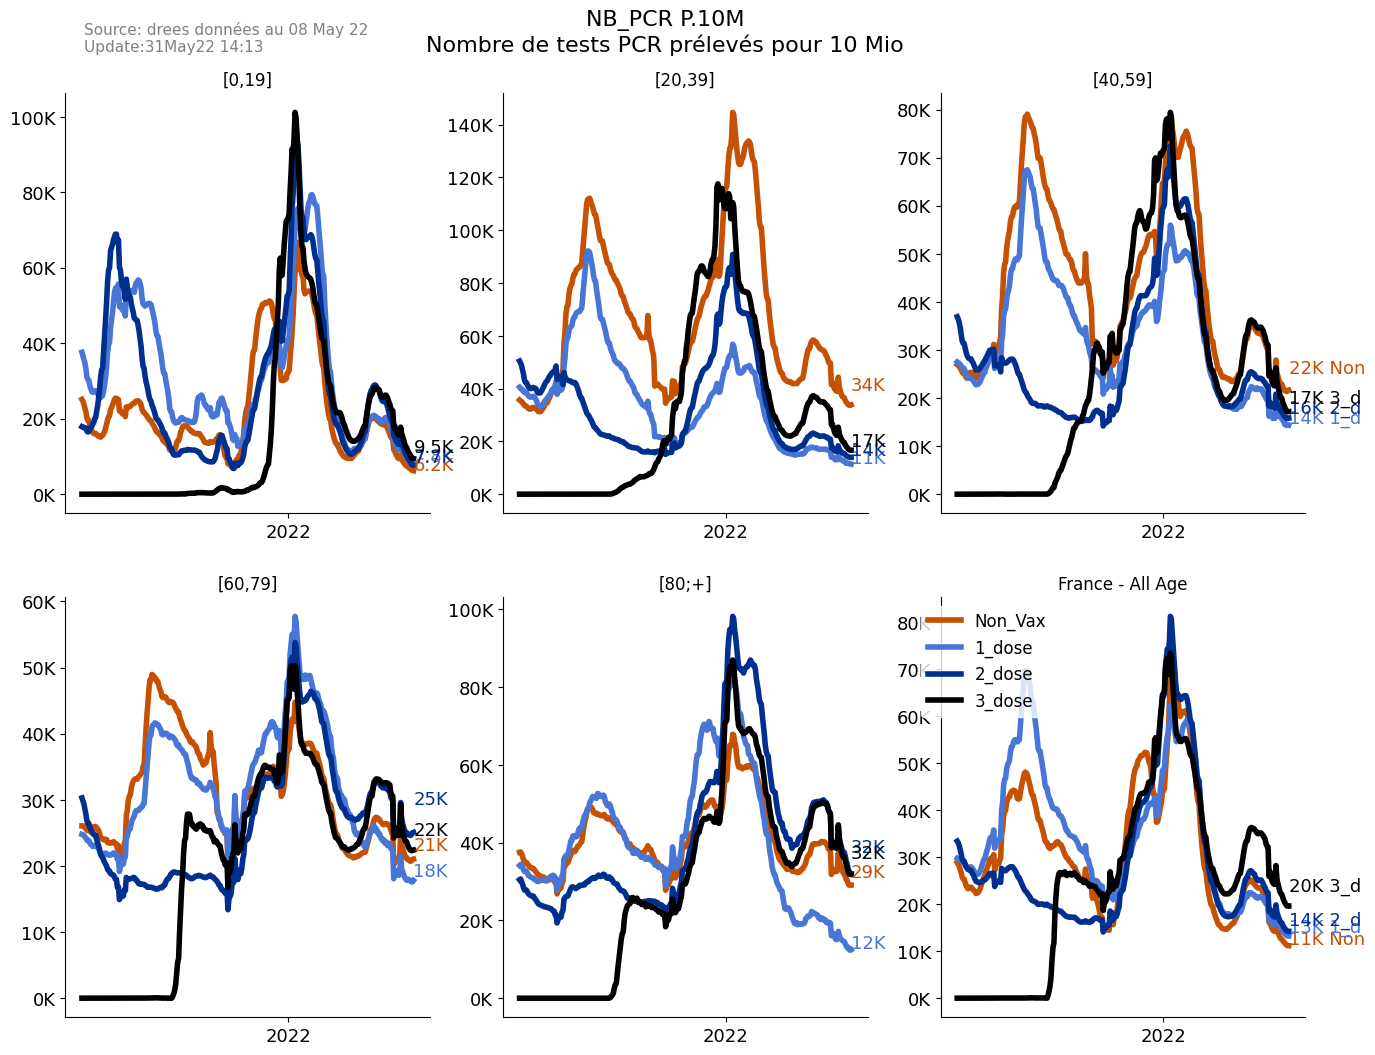 Source: drees données au 08 May 22
Update:31May22 14:13
NB_PCR P.10M
Nombre de tests PCR prélevés pour 10 Mio
[0,19]
100K
80K
60K
40K
20K
0K
9.5K
6.2K
2022
[20,39]
140K
120K
100K
80K
60K
40K
20K
0K
34K
17K
14K
11K
2022
[40,59]
80K
70K
60K
50K
40K
30K
20K
10K
0K
22K Non
17K 3_d
16K 2_d
14K 1_d
2022
[60,79]
60K
50K
40K
30K
20K
10K
0K
25K
22K
21K
18K
2022
[80;+]
100K
80K
60K
40K
20K
0K
32K
29K
12K
2022
France - All Age
80K
70K
60K
50K
40K
30K
20K
10K
0K
Non_Vax
1_dose
2_dose
3_dose
20K 3_d
14K 2_d
13K 1_d
11K Non
2022